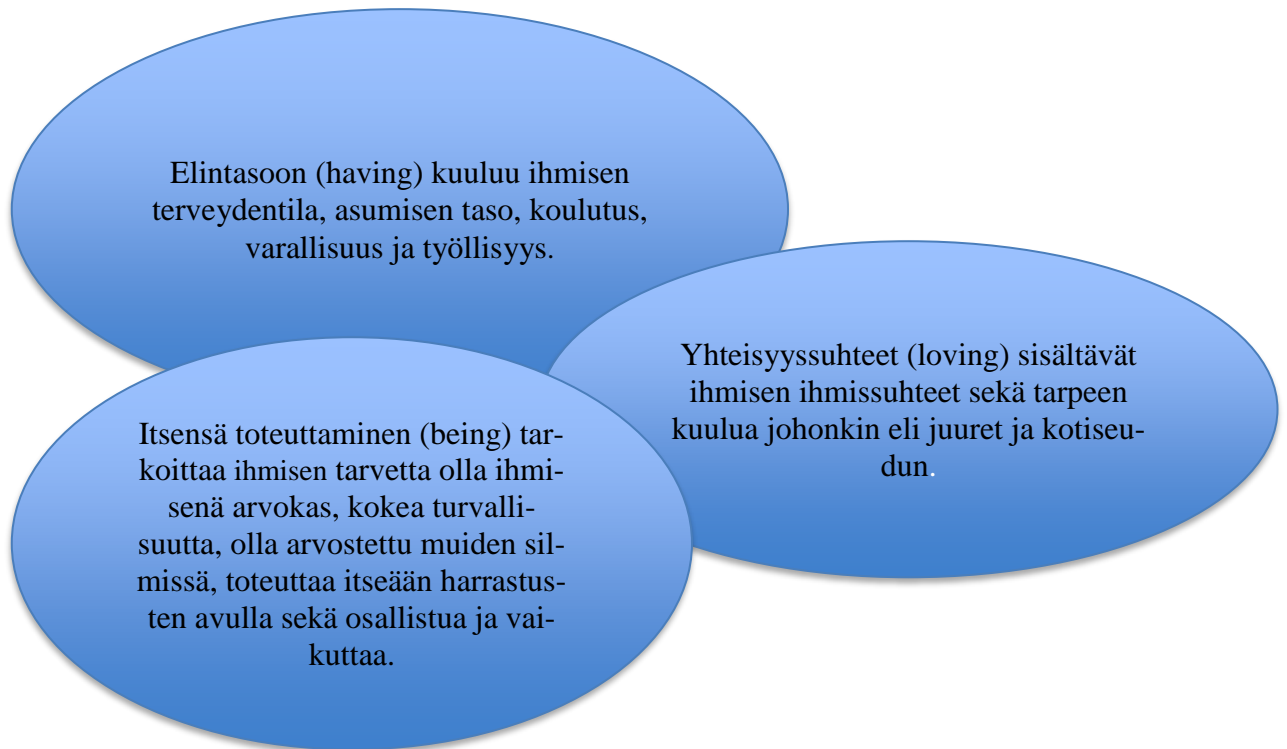 Elintasoon (having) kuuluu ihmisen
terveydentila, asumisen taso, koulutus,
varallisuus ja työllisyys.
Yhteisyyssuhteet (loving) sisältävät
ihmisen ihmissuhteet sekä tarpeen
kuulua johonkin eli juuret ja kotiseu-
dun.
Itsensä toteuttaminen (being) tar-
koittaa ihmisen tarvetta olla ihmi-
senä arvokas, kokea turvalli-
suutta, olla arvostettu muiden sil-
missä, toteuttaa itseään harrastus-
ten avulla sekä osallistua ja vai-
kuttaa.